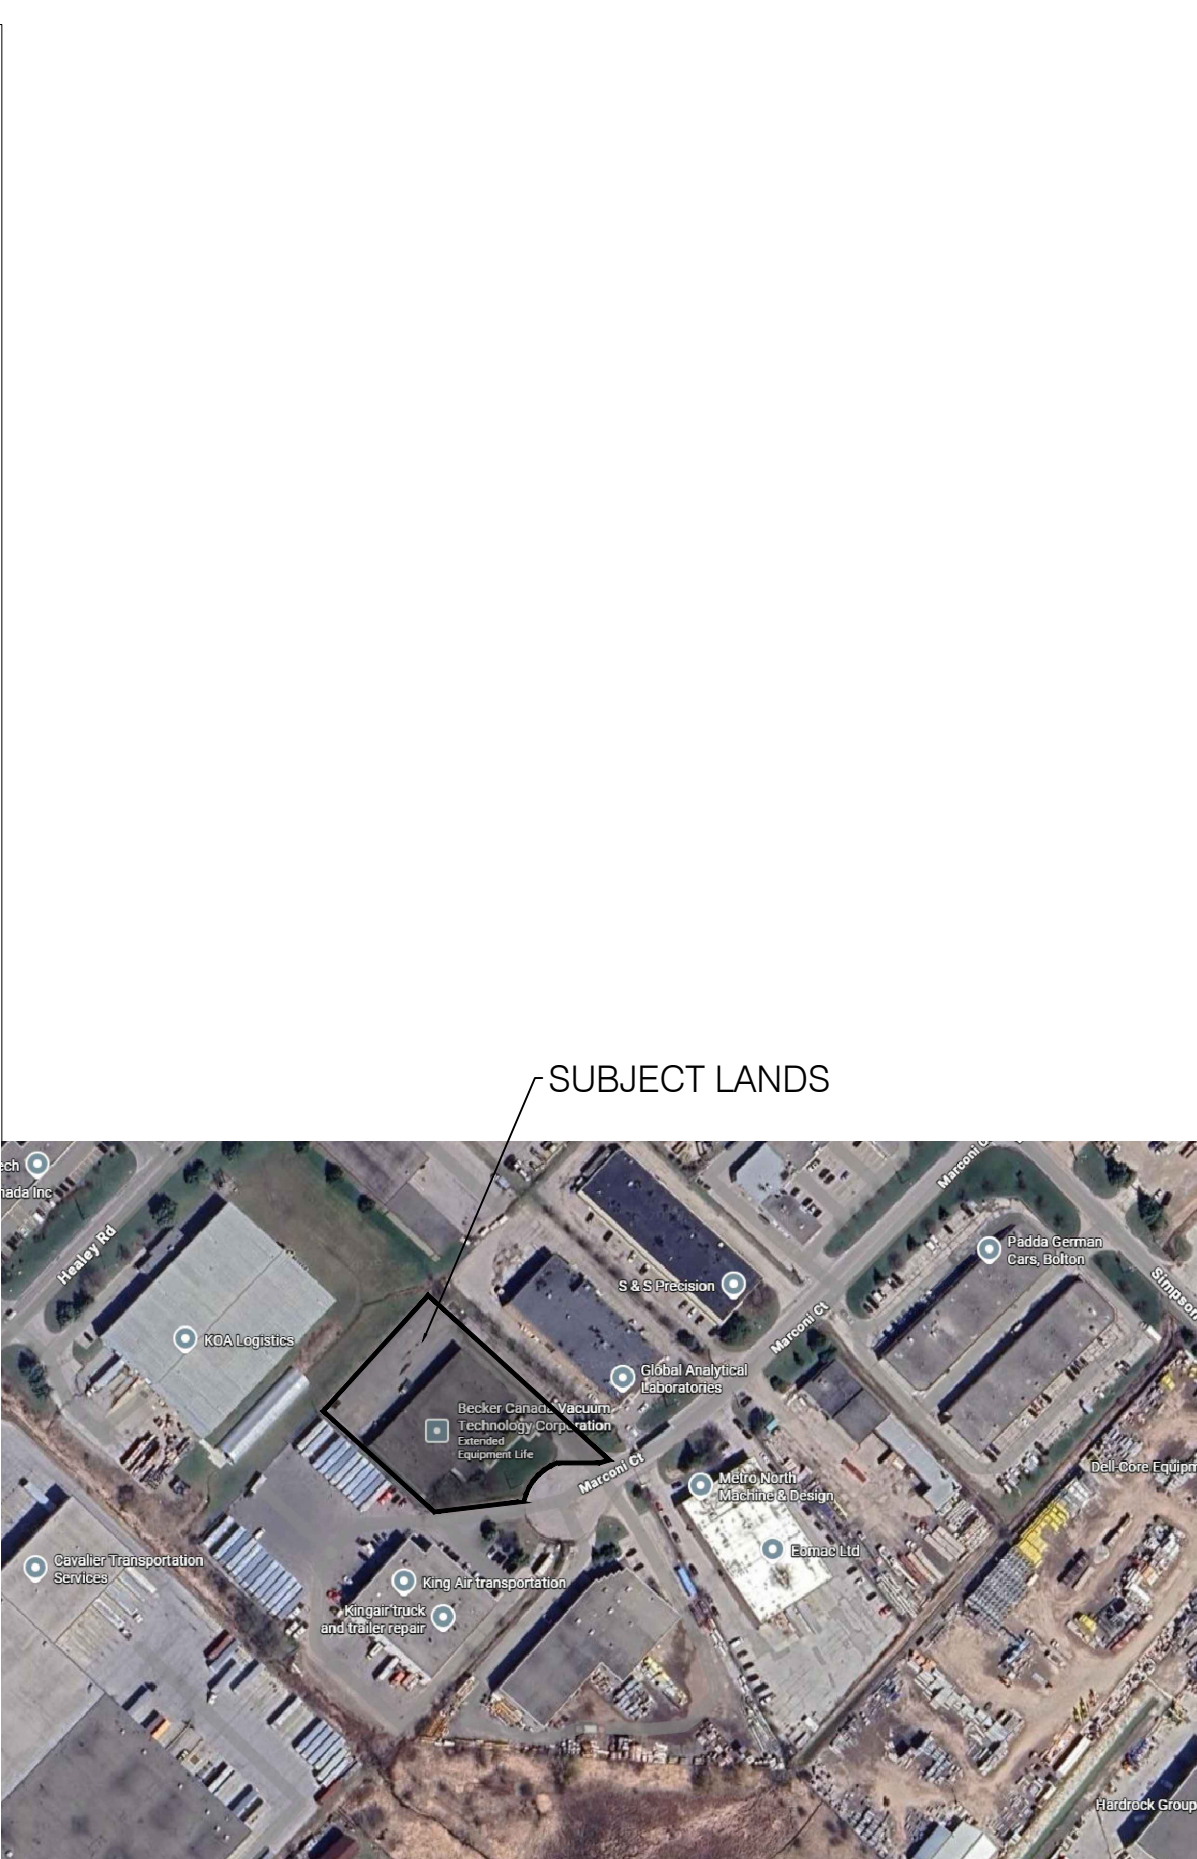 SUBJECT LANDS
ech
nada Inc
Healey Rd
KOA Logistics
Marconi Ct
S & S Precision
Padda German
Cars, Bolton
Simpson
Marconi Ct
Global Analytical
Laboratories
Becker Canada Vacuum
Technology Corporation
Extended
Equipment Life
Marconi Ct
Metro North
Machine & Design
Dell-Core Equipm
Eomac Ltd
Cavalier Transportation
Services
King Air transportation
Kingair truck
and trailer repair
Hardrock Group